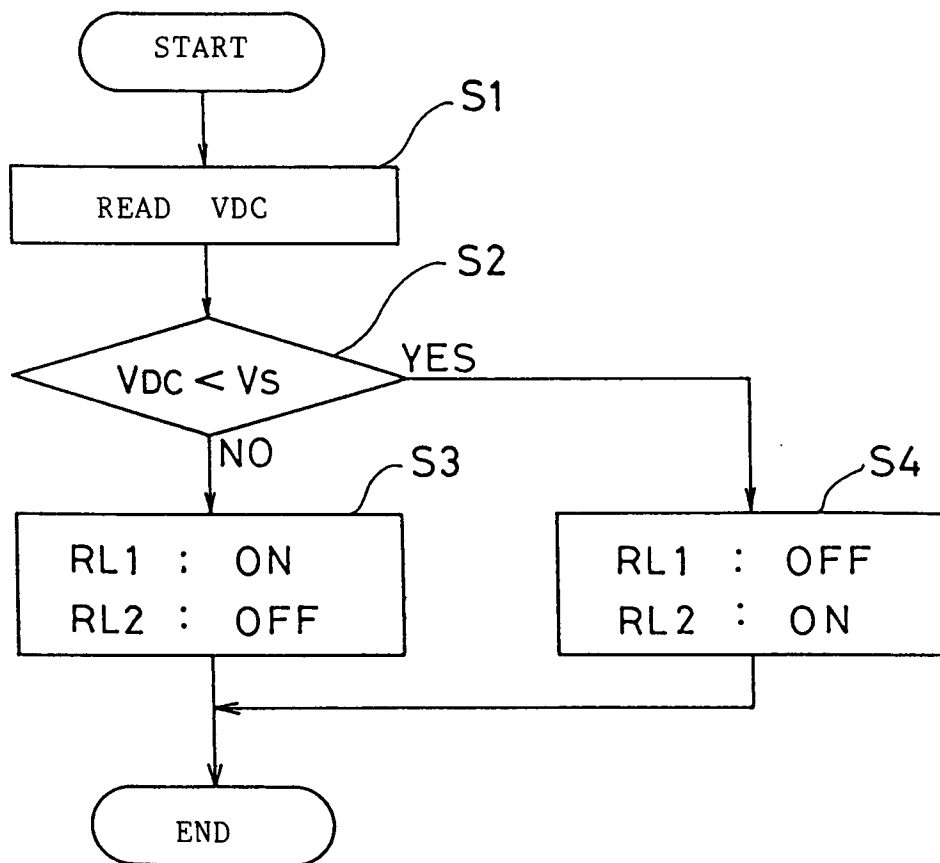 START
S1
READ VDC
S2
VDC < VS
YES
NO
S3
S4
RL1 : ON
RL2 : OFF
RL1 : OFF
RL2 : ON
END